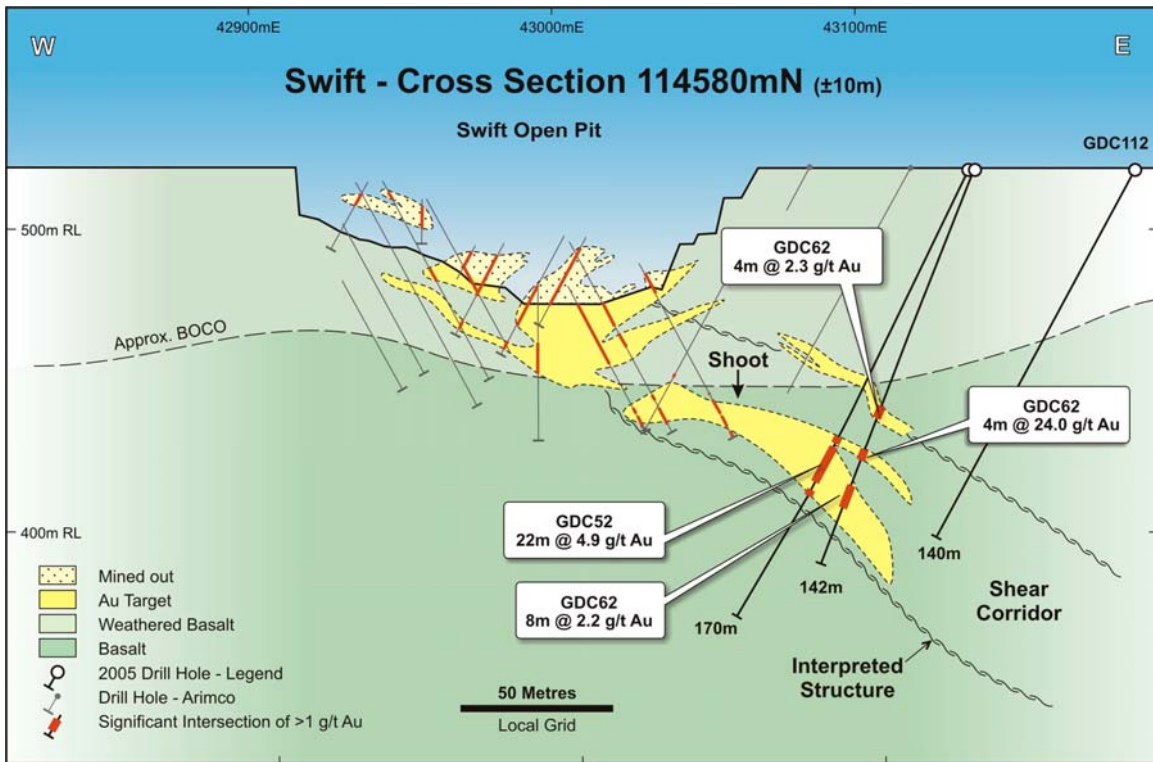 42900mE
43000mE
43100mE
W
E
Swift - Cross Section 114580mN (±10m)
Swift Open Pit
GDC112
500m RL
GDC62
4m @ 2.3 g/t Au
Approx. BOCO
Shoot
GDC62
4m @ 24.0 g/t Au
GDC52
22m @ 4.9 g/t Au
400m RL
140m
142m
GDC62
8m @ 2.2 g/t Au
170m
Shear
Corridor
Interpreted
Structure
Mined out
Au Target
Weathered Basalt
Basalt
2005 Drill Hole - Legend
Drill Hole - Arimco
Significant Intersection of >1 g/t Au
50 Metres
Local Grid